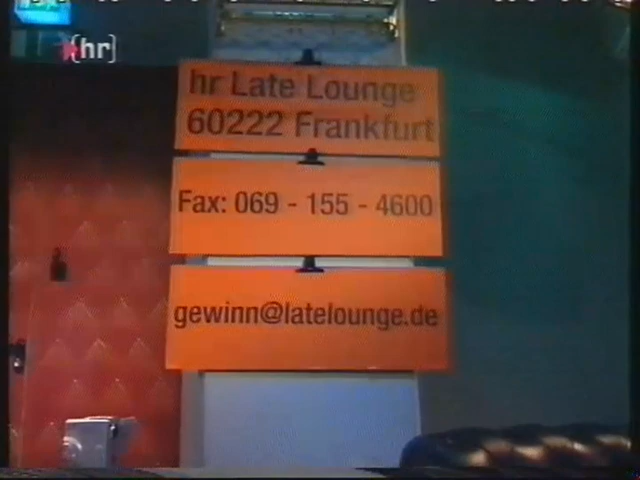 {hr}
hr Late Lounge
60222 Frankfurt
Fax: 069 - 155 - 4600
gewinn@latelounge.de